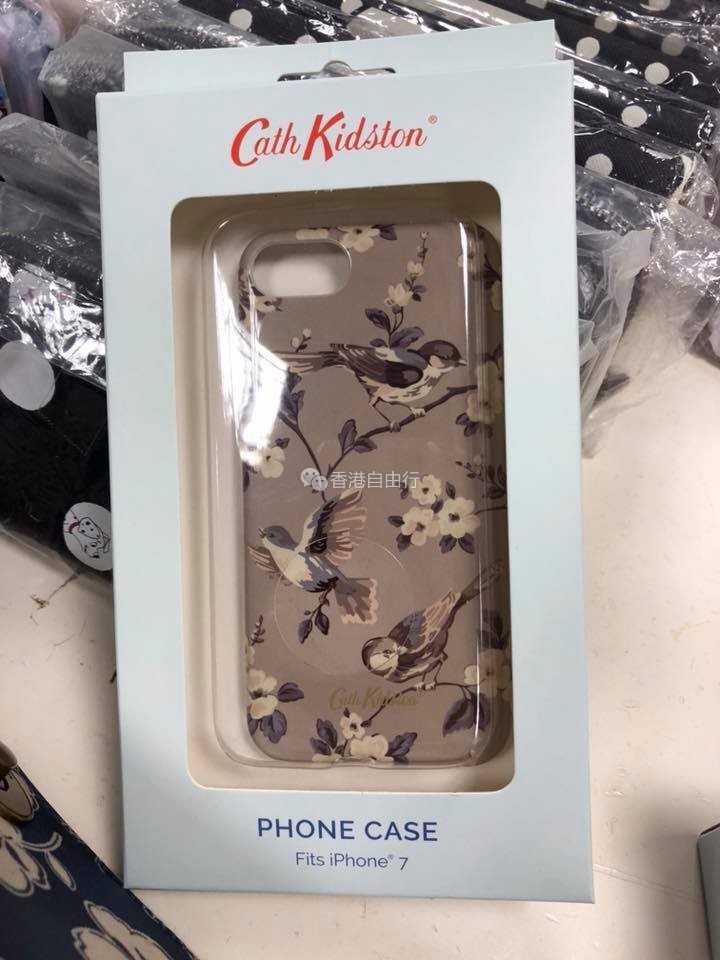 Cath Kidston®
香港自由行
Cath Kidston®
PHONE CASE
Fits iPhone® 7